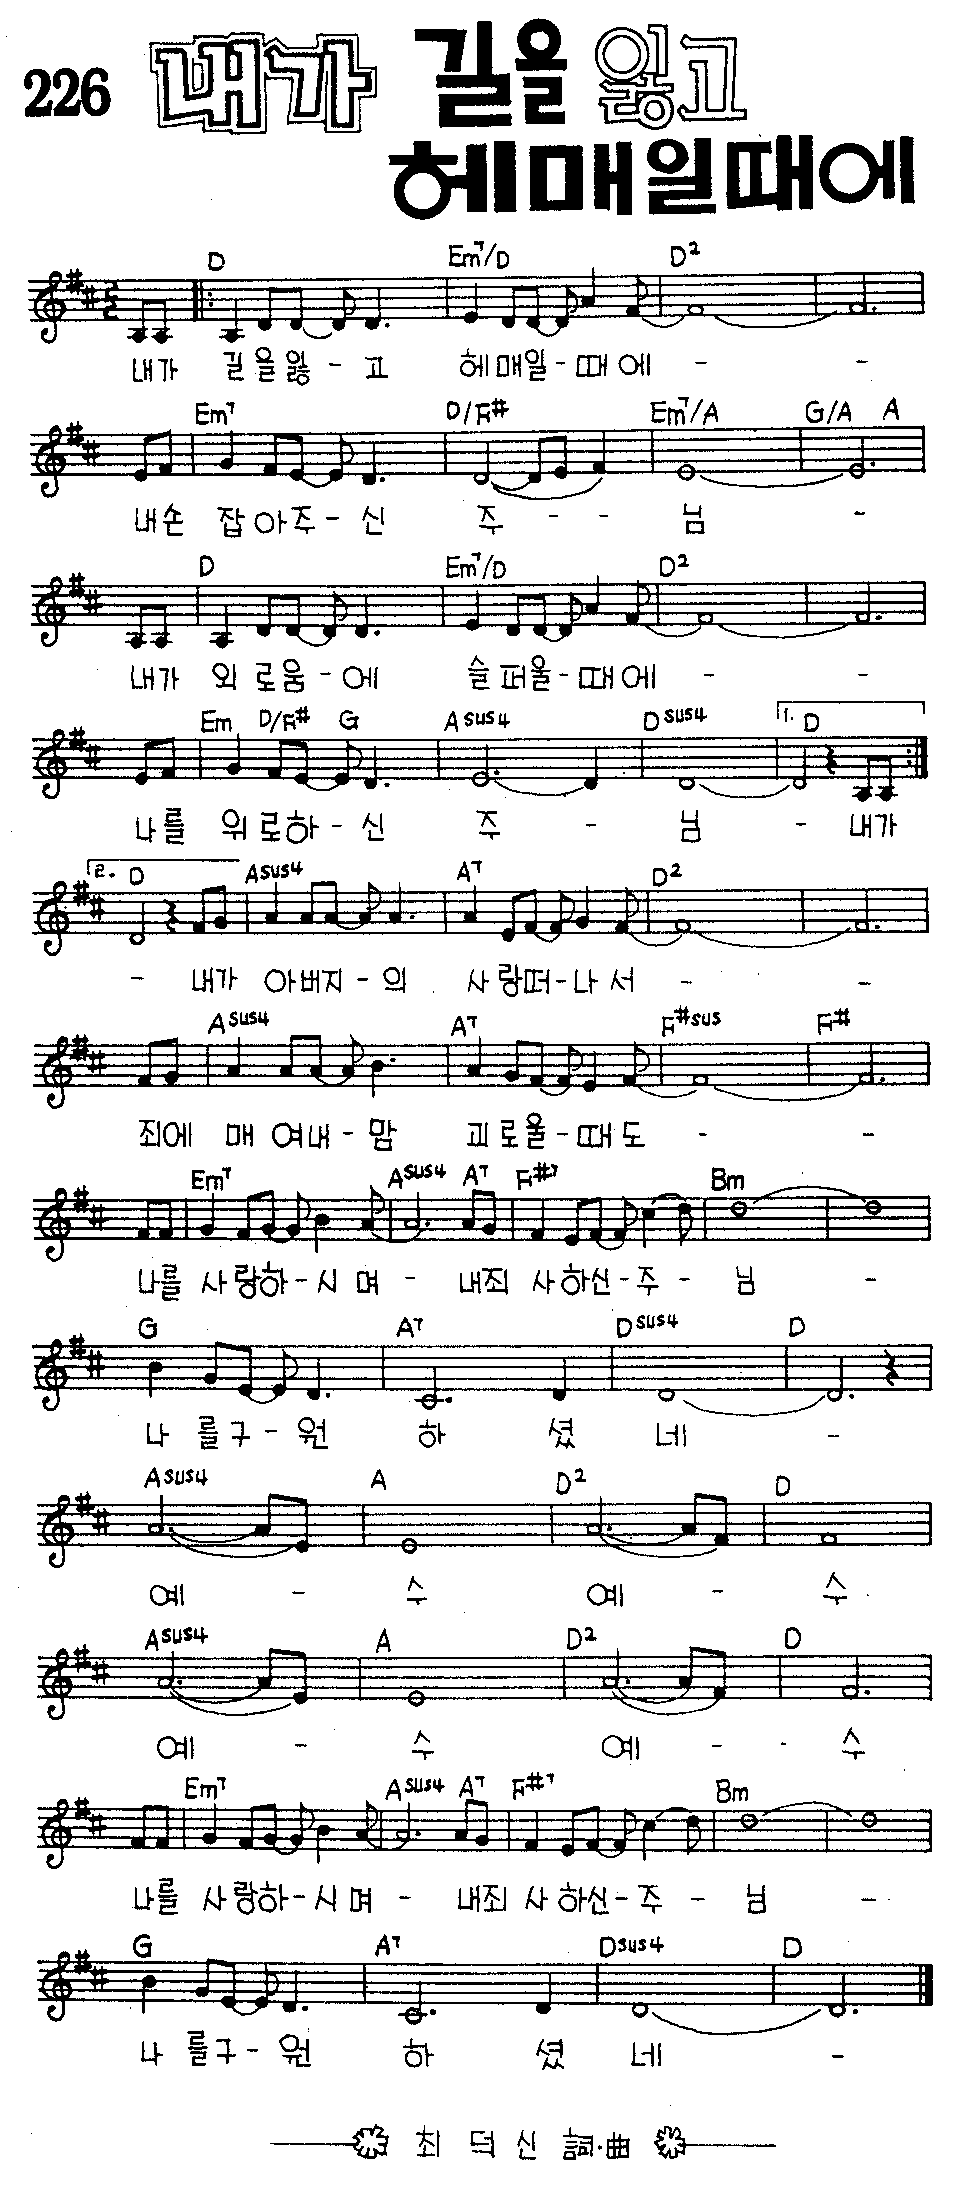 226 내가 길을 잃고
헤매일때에
D Em7/D D2
내가 길을잃 - 고 헤매일 - 때에 - - -
Em7 D/F# Em7/A G/A A
내손 잡아주 - 신 주 - - 님 -
D Em7/D D2
내가 외로움 - 에 슬퍼울 - 때에 - -
Em D/F# G Asus4 Dsus4 1. D
나를 위로하 - 신 주 - 님 - 내가
2. D Asus4 A7 D2
- 내가 아버지 - 의 사랑떠 - 나서 - -
Asus4 A7 F#sus F#
죄에 매여내 - 맘 괴로울 - 때도 - -
Em7 Asus4 A7 F#7 Bm
나를 사랑하 - 시며 - 내죄 사하신 - 주 - 님 -
G A7 Dsus4 D
나를구 - 원 하셨네 -
Asus4 A D2 D
예 - 수 예 - 수
Asus4 A D2 D
예 - 수 예 - - 수
Em7 Asus4 A7 F#7 Bm
나를 사랑하 - 시며 - 내죄 사하신 - 주 - 님 -
G A7 Dsus4 D
나를구 - 원 하셨네 -
최덕신 詞·曲